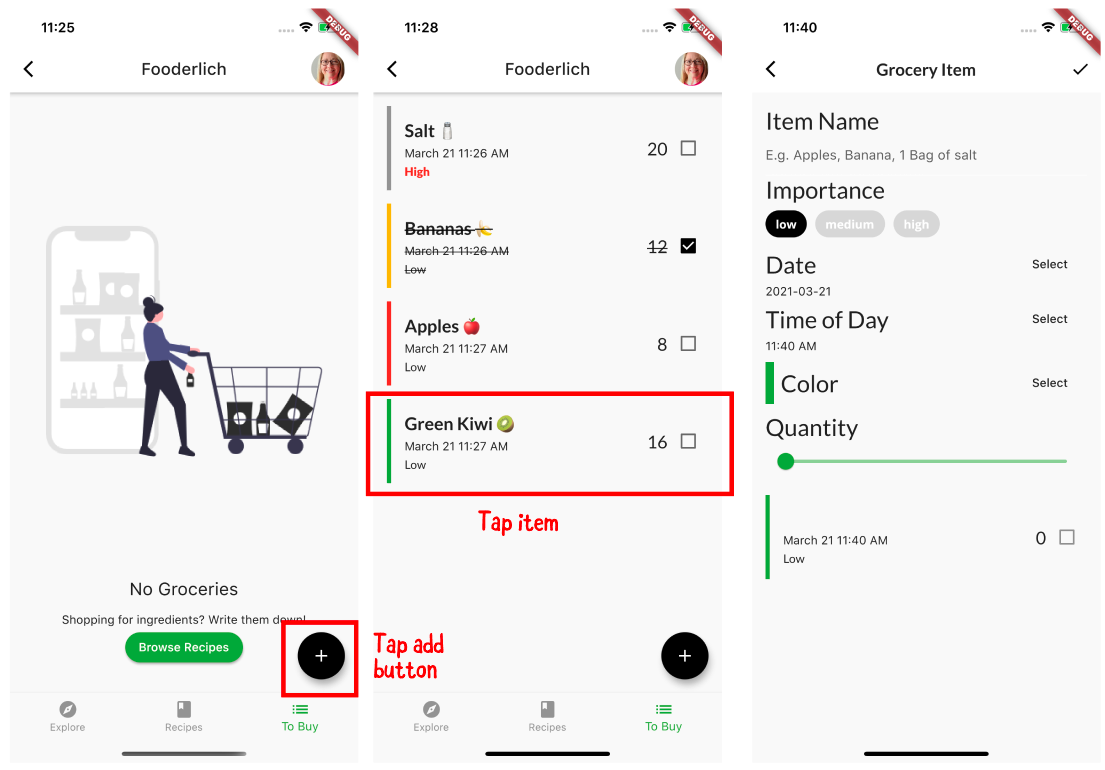 11:25
DEBUG
Fooderlich
No Groceries
Shopping for ingredients? Write them down!
Browse Recipes
+
Explore
Recipes
To Buy
11:28
DEBUG
Fooderlich
Salt
March 21 11:26 AM
High
20
Bananas
March 21 11:26 AM
Low
12
Apples
March 21 11:27 AM
Low
8
Green Kiwi
March 21 11:27 AM
Low
16
Tap item
Tap add
button
+
Explore
Recipes
To Buy
11:40
DEBUG
Grocery Item
Item Name
E.g. Apples, Banana, 1 Bag of salt
Importance
low medium high
Date Select
2021-03-21
Time of Day Select
11:40 AM
Color Select
Quantity
March 21 11:40 AM
Low
0